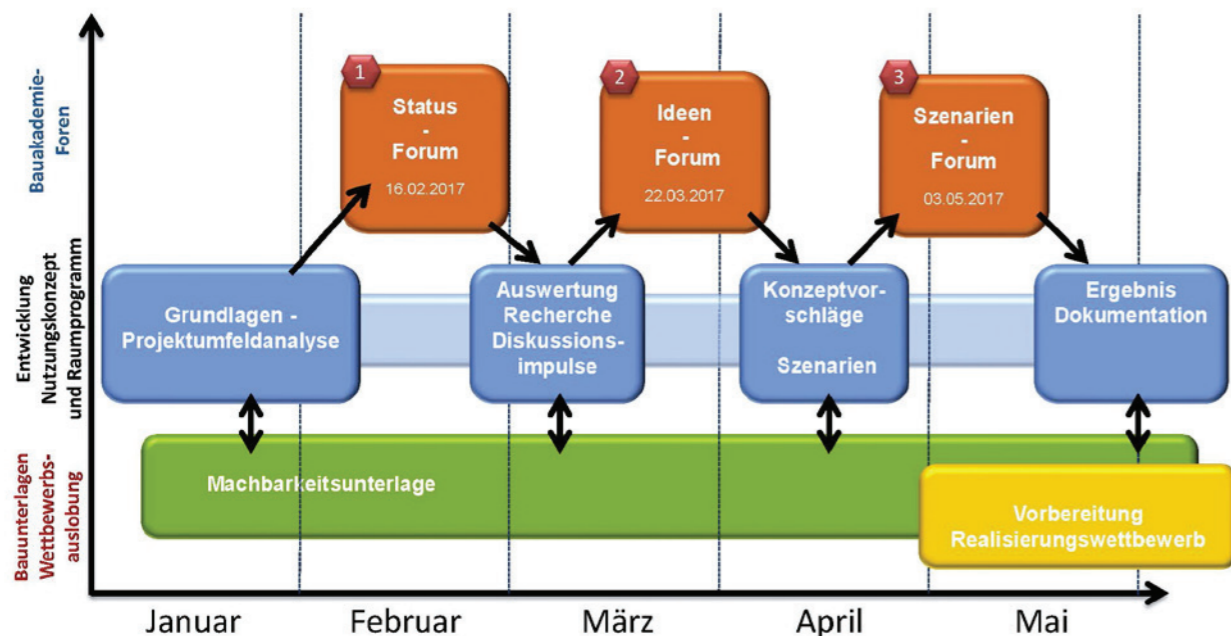 Bauakademie-
Foren
1
Status
-
Forum
16.02.2017
2
Ideen
-
Forum
22.03.2017
3
Szenarien
-
Forum
03.05.2017
Entwicklung
Nutzungskonzept
und Raumprogramm
Grundlagen -
Projektumfeldanalyse
Auswertung
Recherche
Diskussions-
impulse
Konzeptvor-
schläge
Szenarien
Ergebnis
Dokumentation
Bauunterlagen
Wettbewerbs-
auslobung
Machbarkeitsunterlage
Vorbereitung
Realisierungswettbewerb
Januar
Februar
März
April
Mai